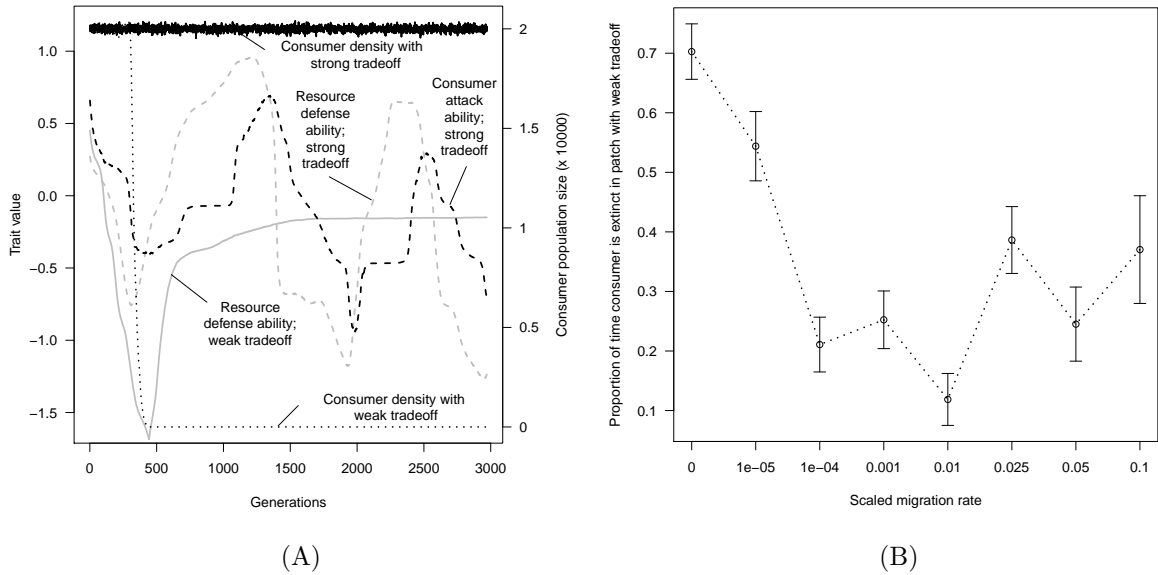 Trait value
1.0
0.5
0.0
−0.5
−1.0
−1.5
0
500
1000
1500
2000
2500
3000
Generations
2
1.5
1
0.5
0
Consumer population size (x 10000)
Consumer density with
strong tradeoff
Resource
defense
ability;
strong
tradeoff
Consumer
attack
ability;
strong
tradeoff
Resource
defense ability;
weak tradeoff
Consumer density with
weak tradeoff
(A)
Proportion of time consumer is extinct in patch with weak tradeoff
0.7
0.6
0.5
0.4
0.3
0.2
0.1
0
1e−05
1e−04
0.001
0.01
0.025
0.05
0.1
Scaled migration rate
(B)